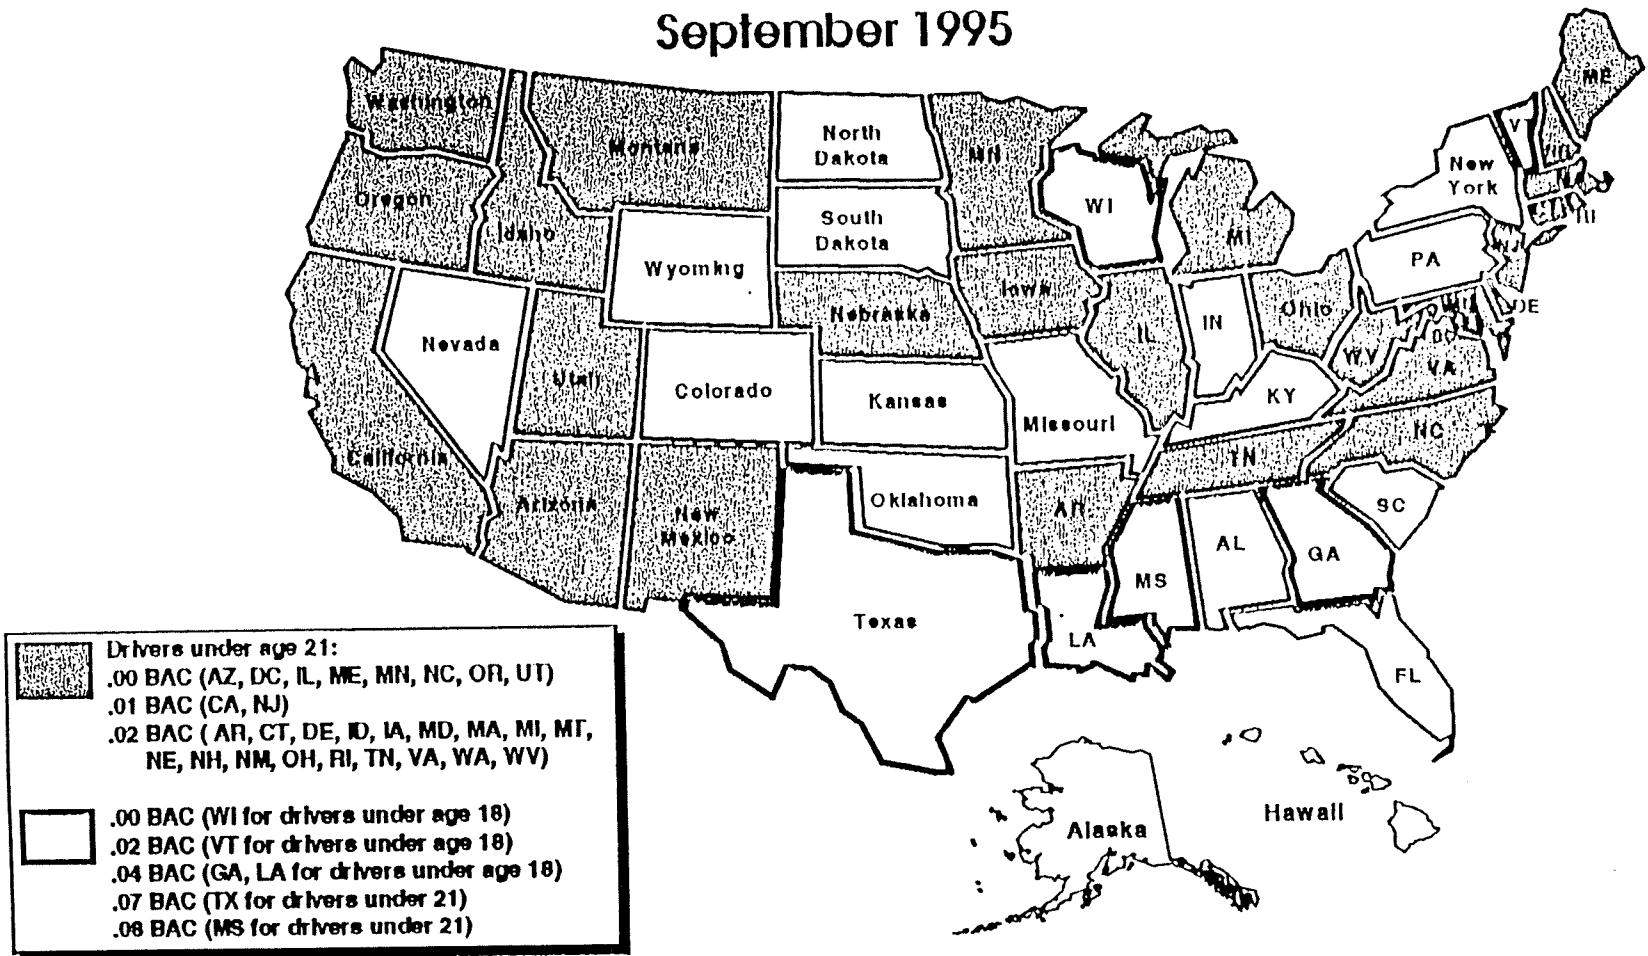 September 1995
ME
Washington
Montana
North
Dakota
MN
VT
New
York
Oregon
Idaho
South
Dakota
WI
MI
Wyoming
PA
NJ
Iowa
Nebraska
Ohio
DE
Nevada
IL
IN
DC
WV
VA
Utah
Colorado
Kansas
KY
Missouri
NC
California
TN
Arizona
New
Mexico
Oklahoma
AR
SC
AL
GA
MS
Texas
LA
FL
Alaska
Hawaii
Drivers under age 21:
.00 BAC (AZ, DC, IL, ME, MN, NC, OR, UT)
.01 BAC (CA, NJ)
.02 BAC ( AR, CT, DE, ID, IA, MD, MA, MI, MT,
NE, NH, NM, OH, RI, TN, VA, WA, WV)
.00 BAC (WI for drivers under age 18)
.02 BAC (VT for drivers under age 18)
.04 BAC (GA, LA for drivers under age 18)
.07 BAC (TX for drivers under 21)
.08 BAC (MS for drivers under 21)